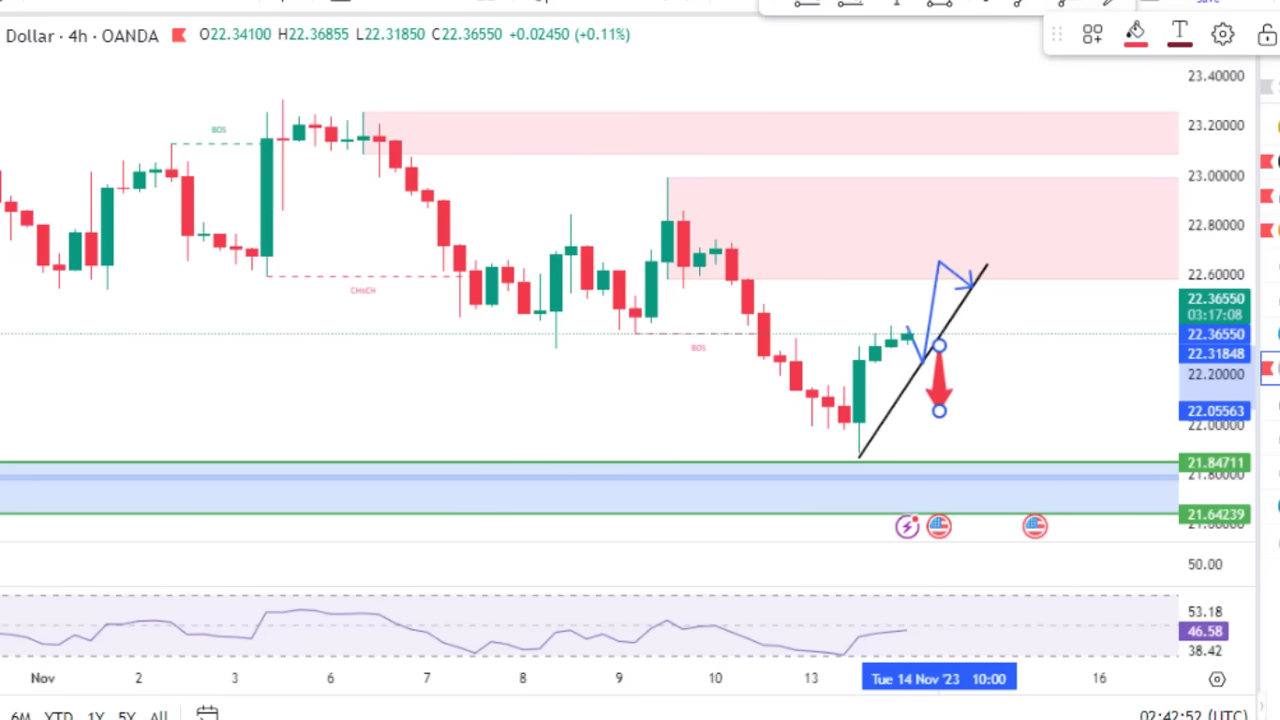 save
Dollar · 4h · OANDA O22.34100 H22.36855 L22.31850 C22.36550 +0.02450 (+0.11%)
T
23.40000
BOS
23.20000
23.00000
22.80000
22.60000
CHoCH
22.36550
03:17:08
22.36550
BOS
22.31848
22.20000
22.05563
22.00000
21.84711
21.80000
21.64239
50.00
53.18
46.58
38.42
Nov 2 3 6 7 8 9 10 13 Tue 14 Nov '23 10:00 16
6M YTD 1Y 5Y All 02:42:52 (UTC)